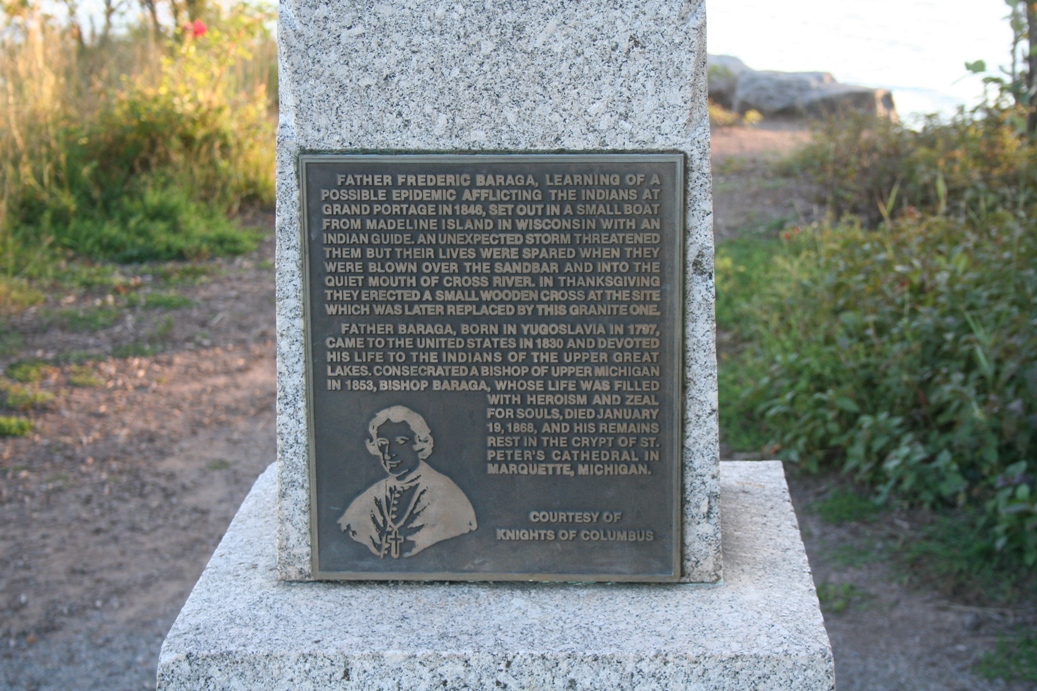 FATHER FREDERIC BARAGA, LEARNING OF A
POSSIBLE EPIDEMIC AFFLICTING THE INDIANS AT
GRAND PORTAGE IN 1846, SET OUT IN A SMALL BOAT
FROM MADELINE ISLAND IN WISCONSIN WITH AN
INDIAN GUIDE. AN UNEXPECTED STORM THREATENED
THEM BUT THEIR LIVES WERE SPARED WHEN THEY
WERE BLOWN OVER THE SANDBAR AND INTO THE
QUIET MOUTH OF CROSS RIVER. IN THANKSGIVING
THEY ERECTED A SMALL WOODEN CROSS AT THE SITE
WHICH WAS LATER REPLACED BY THIS GRANITE ONE.
FATHER BARAGA, BORN IN YUGOSLAVIA IN 1797,
CAME TO THE UNITED STATES IN 1830 AND DEVOTED
HIS LIFE TO THE INDIANS OF THE UPPER GREAT
LAKES. CONSECRATED A BISHOP OF UPPER MICHIGAN
IN 1853, BISHOP BARAGA, WHOSE LIFE WAS FILLED
WITH HEROISM AND ZEAL
FOR SOULS, DIED JANUARY
19, 1868, AND HIS REMAINS
REST IN THE CRYPT OF ST.
PETER'S CATHEDRAL IN
MARQUETTE, MICHIGAN.
COURTESY OF
KNIGHTS OF COLUMBUS